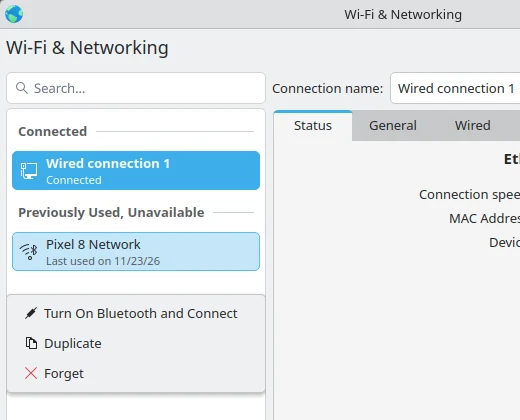 Wi-Fi & Networking
Wi-Fi & Networking
Search...
Connection name: Wired connection 1
Connected
Status General Wired
Wired connection 1
Connected
Previously Used, Unavailable
Pixel 8 Network
Last used on 11/23/26
Turn On Bluetooth and Connect
Duplicate
Forget
Et
Connection spee
MAC Addres
Devic